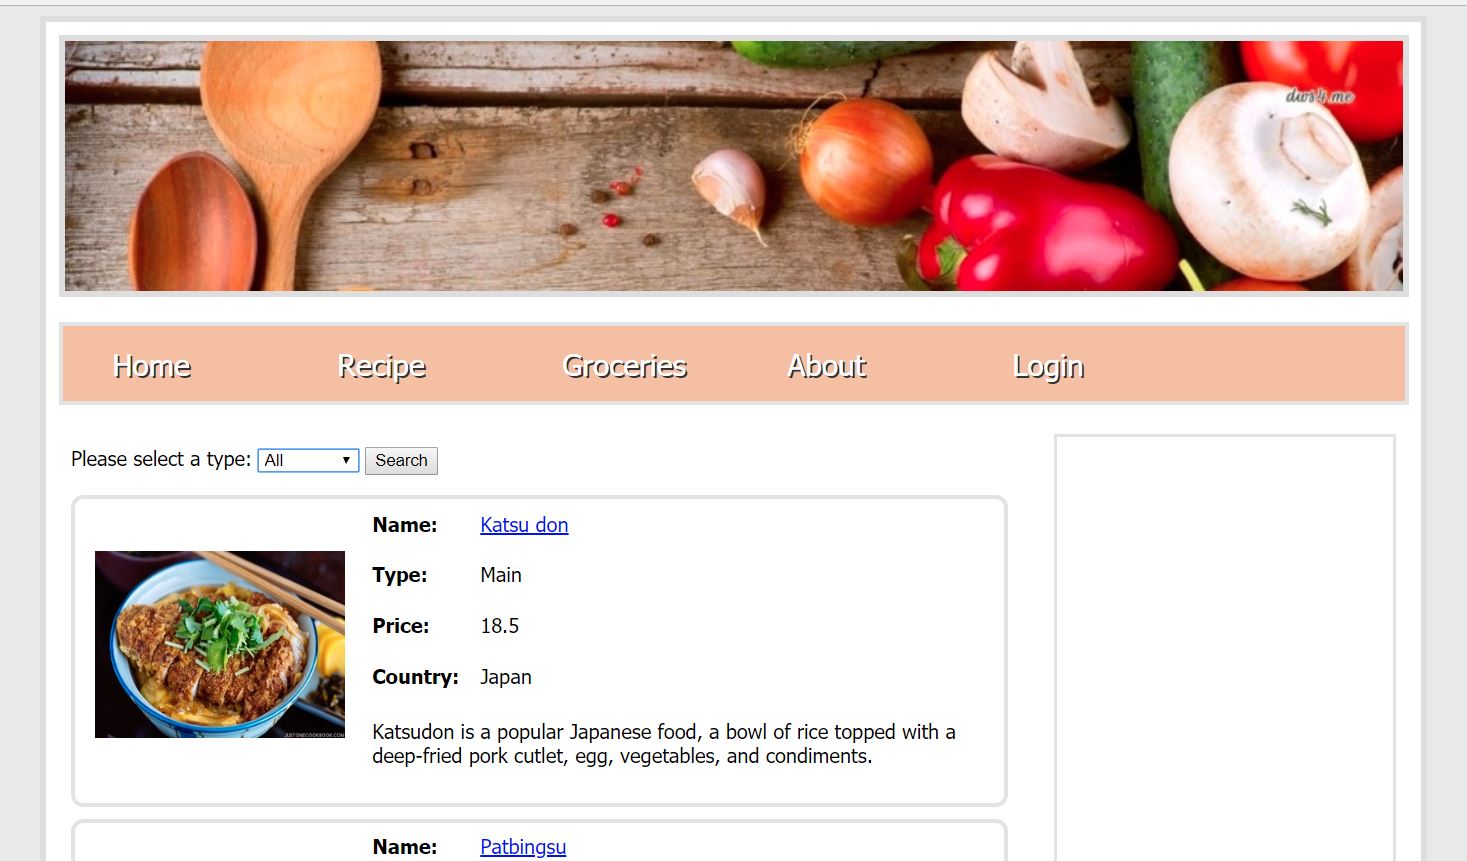 dws4me
Home Recipe Groceries About Login
Please select a type: All Search
Name: Katsu don
Type: Main
Price: 18.5
Country: Japan
Katsudon is a popular Japanese food, a bowl of rice topped with a
deep-fried pork cutlet, egg, vegetables, and condiments.
JUSTONECOOKBOOK.COM
Name: Patbingsu